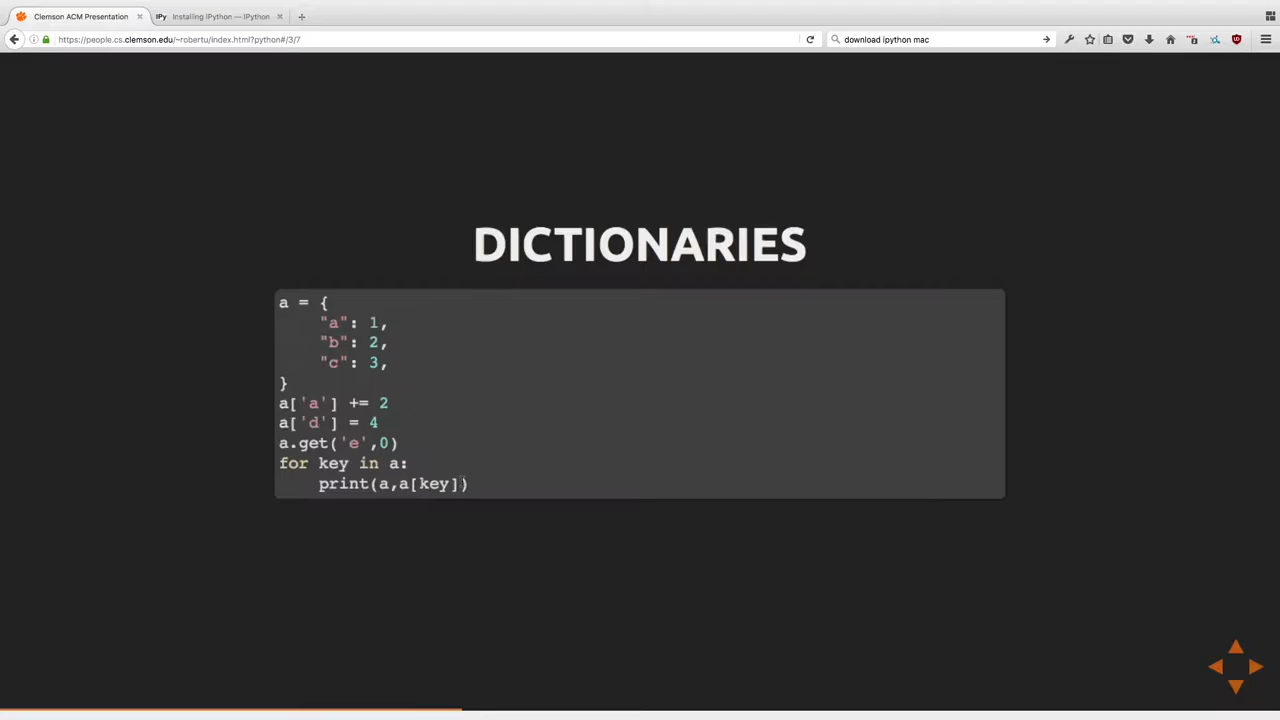 Clemson ACM Presentation
IPy Installing IPython — IPython
https://people.cs.clemson.edu/~robertu/index.html?python#/3/7
download ipython mac
DICTIONARIES
a = {
    "a": 1,
    "b": 2,
    "c": 3,
}
a['a'] += 2
a['d'] = 4
a.get('e',0)
for key in a:
    print(a,a[key])